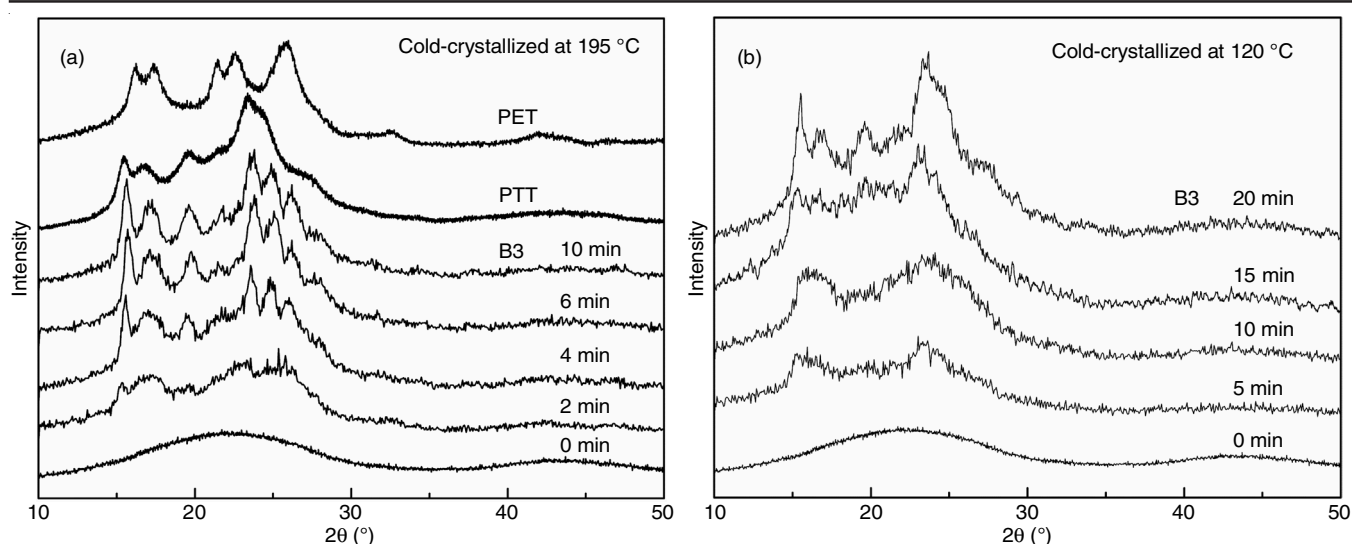 (a)
Cold-crystallized at 195 °C
PET
PTT
B3 10 min
6 min
4 min
2 min
0 min
Intensity
10 20 30 40 50
2θ (°)
(b)
Cold-crystallized at 120 °C
B3 20 min
15 min
10 min
5 min
0 min
Intensity
10 20 30 40 50
2θ (°)